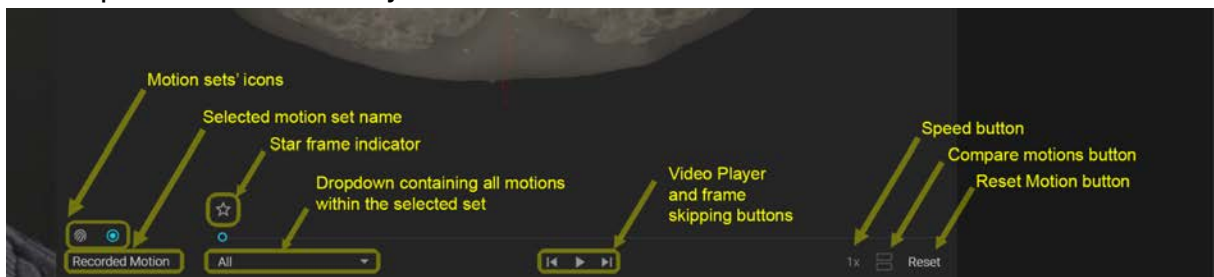 Motion sets' icons
Selected motion set name
Star frame indicator
Dropdown containing all motions
within the selected set
Video Player
and frame
skipping buttons
Speed button
Compare motions button
Reset Motion button
Recorded Motion
All
1x
Reset